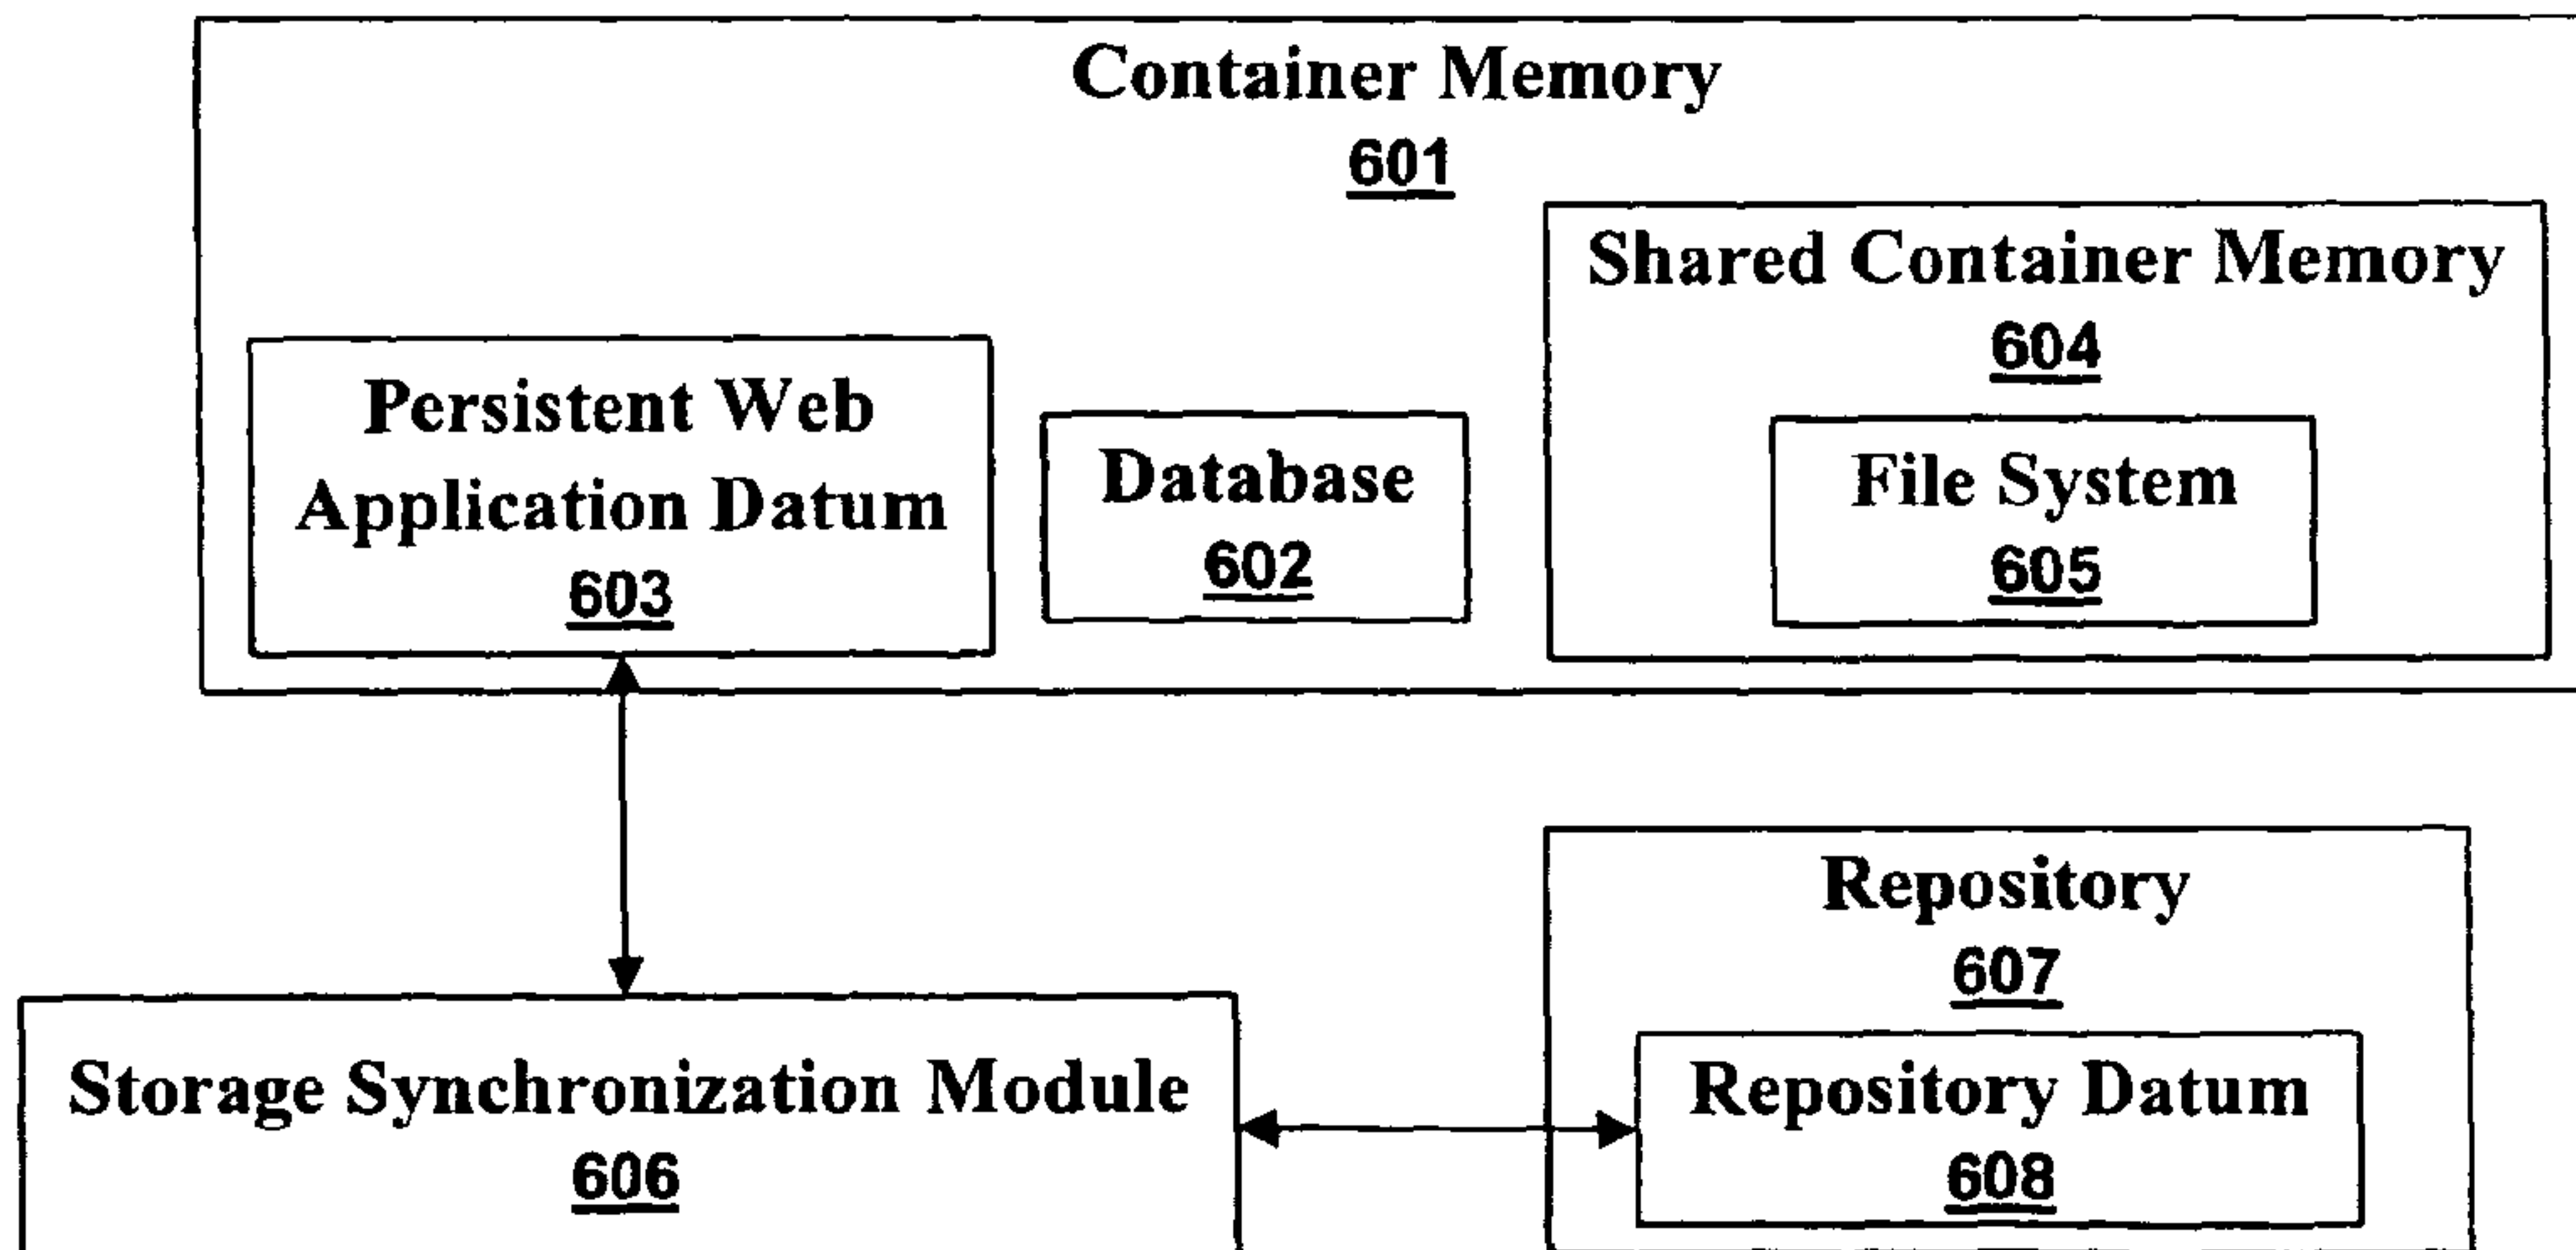 Container Memory
601
Shared Container Memory
604
File System
605
Persistent Web
Application Datum
603
Database
602
Repository
607
Repository Datum
608
Storage Synchronization Module
606